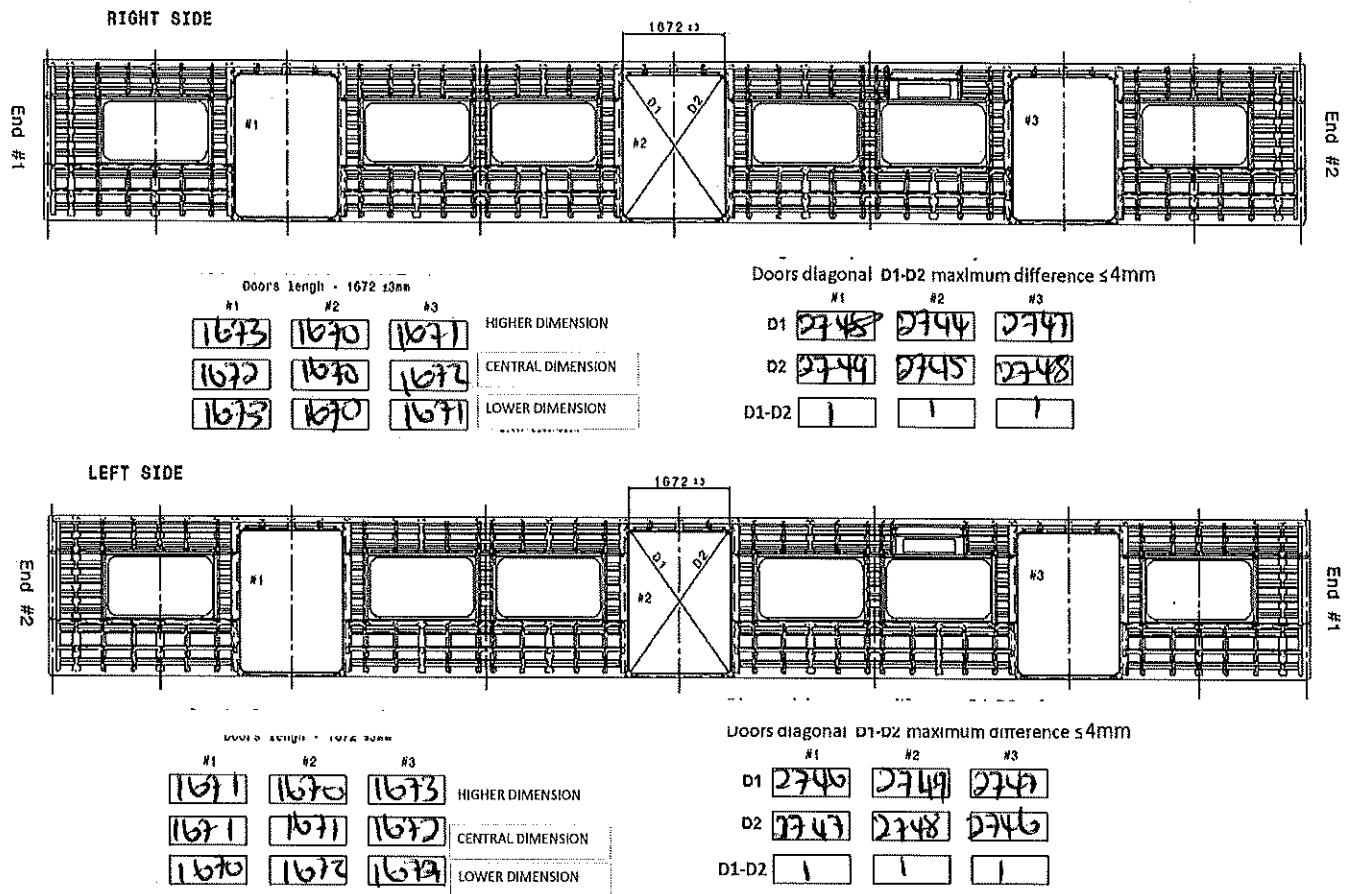 RIGHT SIDE
1672 ±3
End #1
#1
D1 D2
#2
#3
End #2
Doors lengh - 1672 ±3mm
#1 #2 #3
1673 1670 1671 HIGHER DIMENSION
1672 1670 1672 CENTRAL DIMENSION
1673 1670 1671 LOWER DIMENSION
Doors diagonal D1-D2 maximum difference ≤4mm
#1 #2 #3
D1 2748 2744 2747
D2 2749 2745 2748
D1-D2 1 1 1
LEFT SIDE
1672 ±3
End #2
#1
D1 D2
#2
#3
End #1
Doors lengh - 1672 ±3mm
#1 #2 #3
1671 1670 1673 HIGHER DIMENSION
1671 1671 1672 CENTRAL DIMENSION
1670 1672 LOWER DIMENSION
Doors diagonal D1-D2 maximum difference ≤4mm
#1 #2 #3
D1 2746 2749 2747
D2 2747 2748 2746
D1-D2 1 1 1